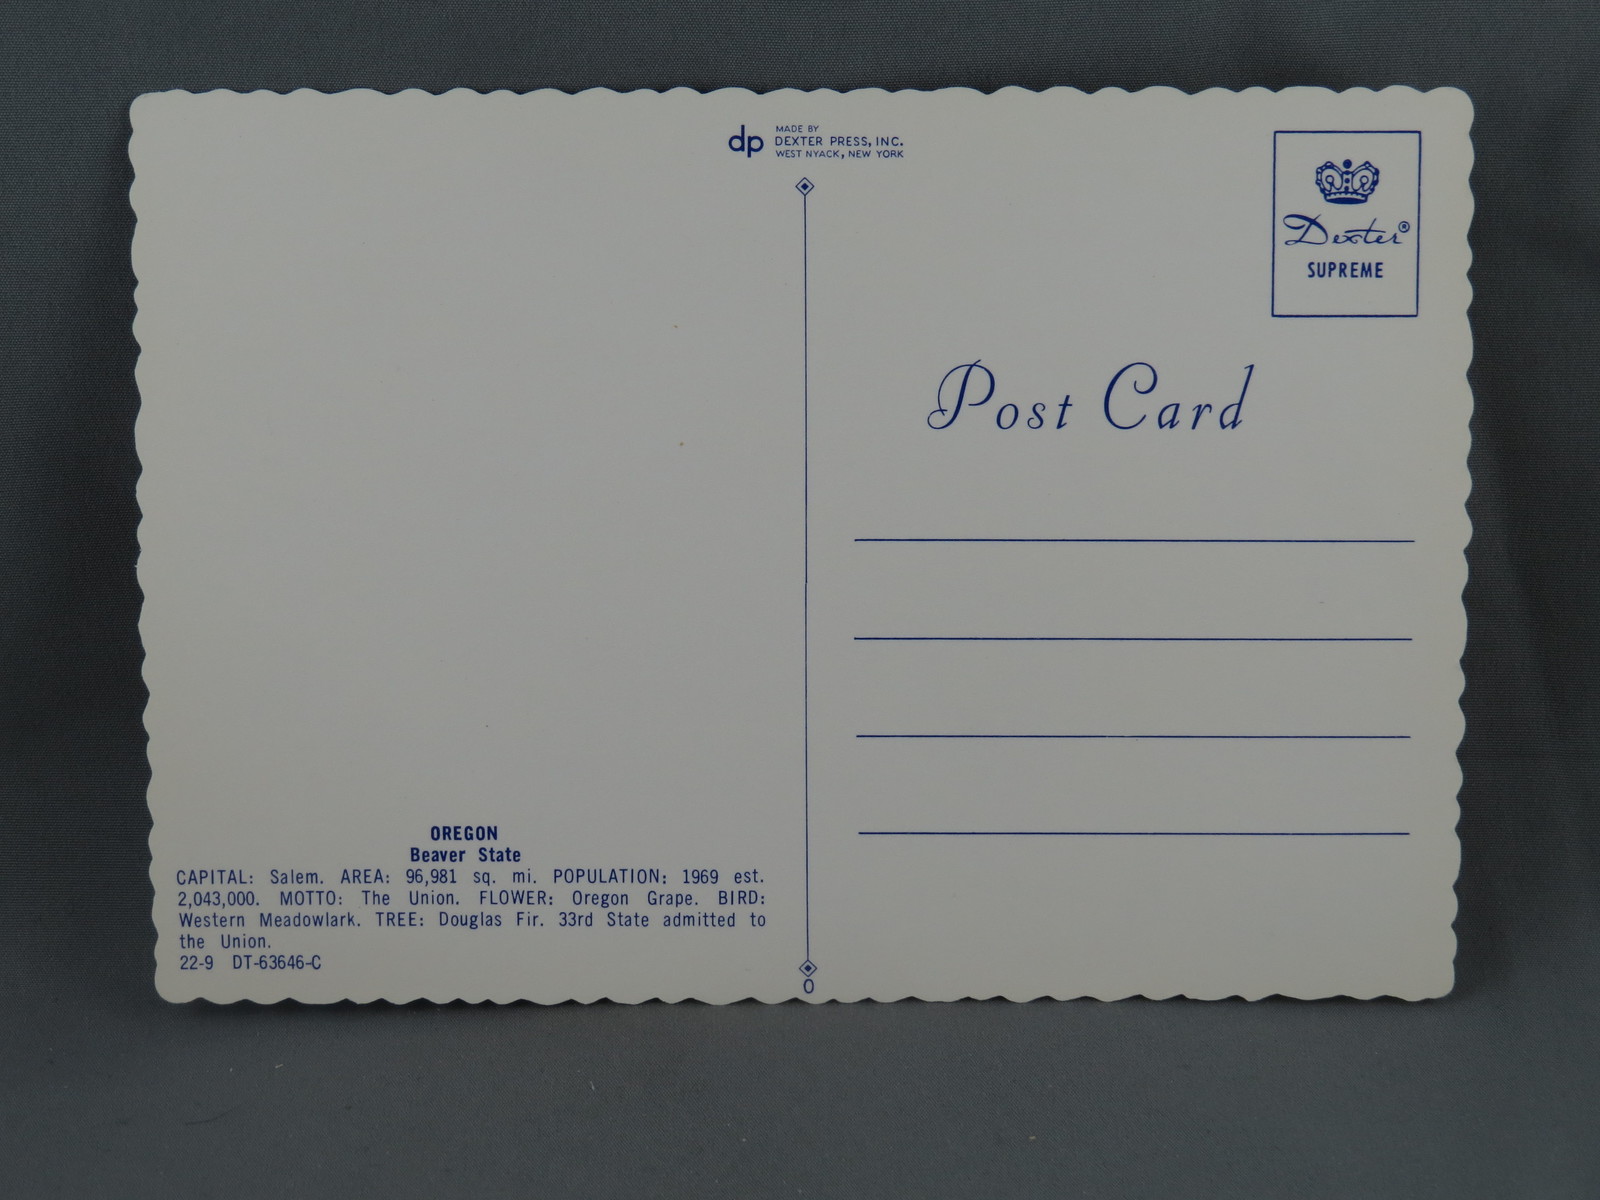 dp
MADE BY
DEXTER PRESS, INC.
WEST NYACK, NEW YORK
Dexter®
SUPREME
Post Card
OREGON
Beaver State
CAPITAL: Salem. AREA: 96,981 sq. mi. POPULATION: 1969 est.
2,043,000. MOTTO: The Union. FLOWER: Oregon Grape. BIRD:
Western Meadowlark. TREE: Douglas Fir. 33rd State admitted to
the Union.
22-9 DT-63646-C
0